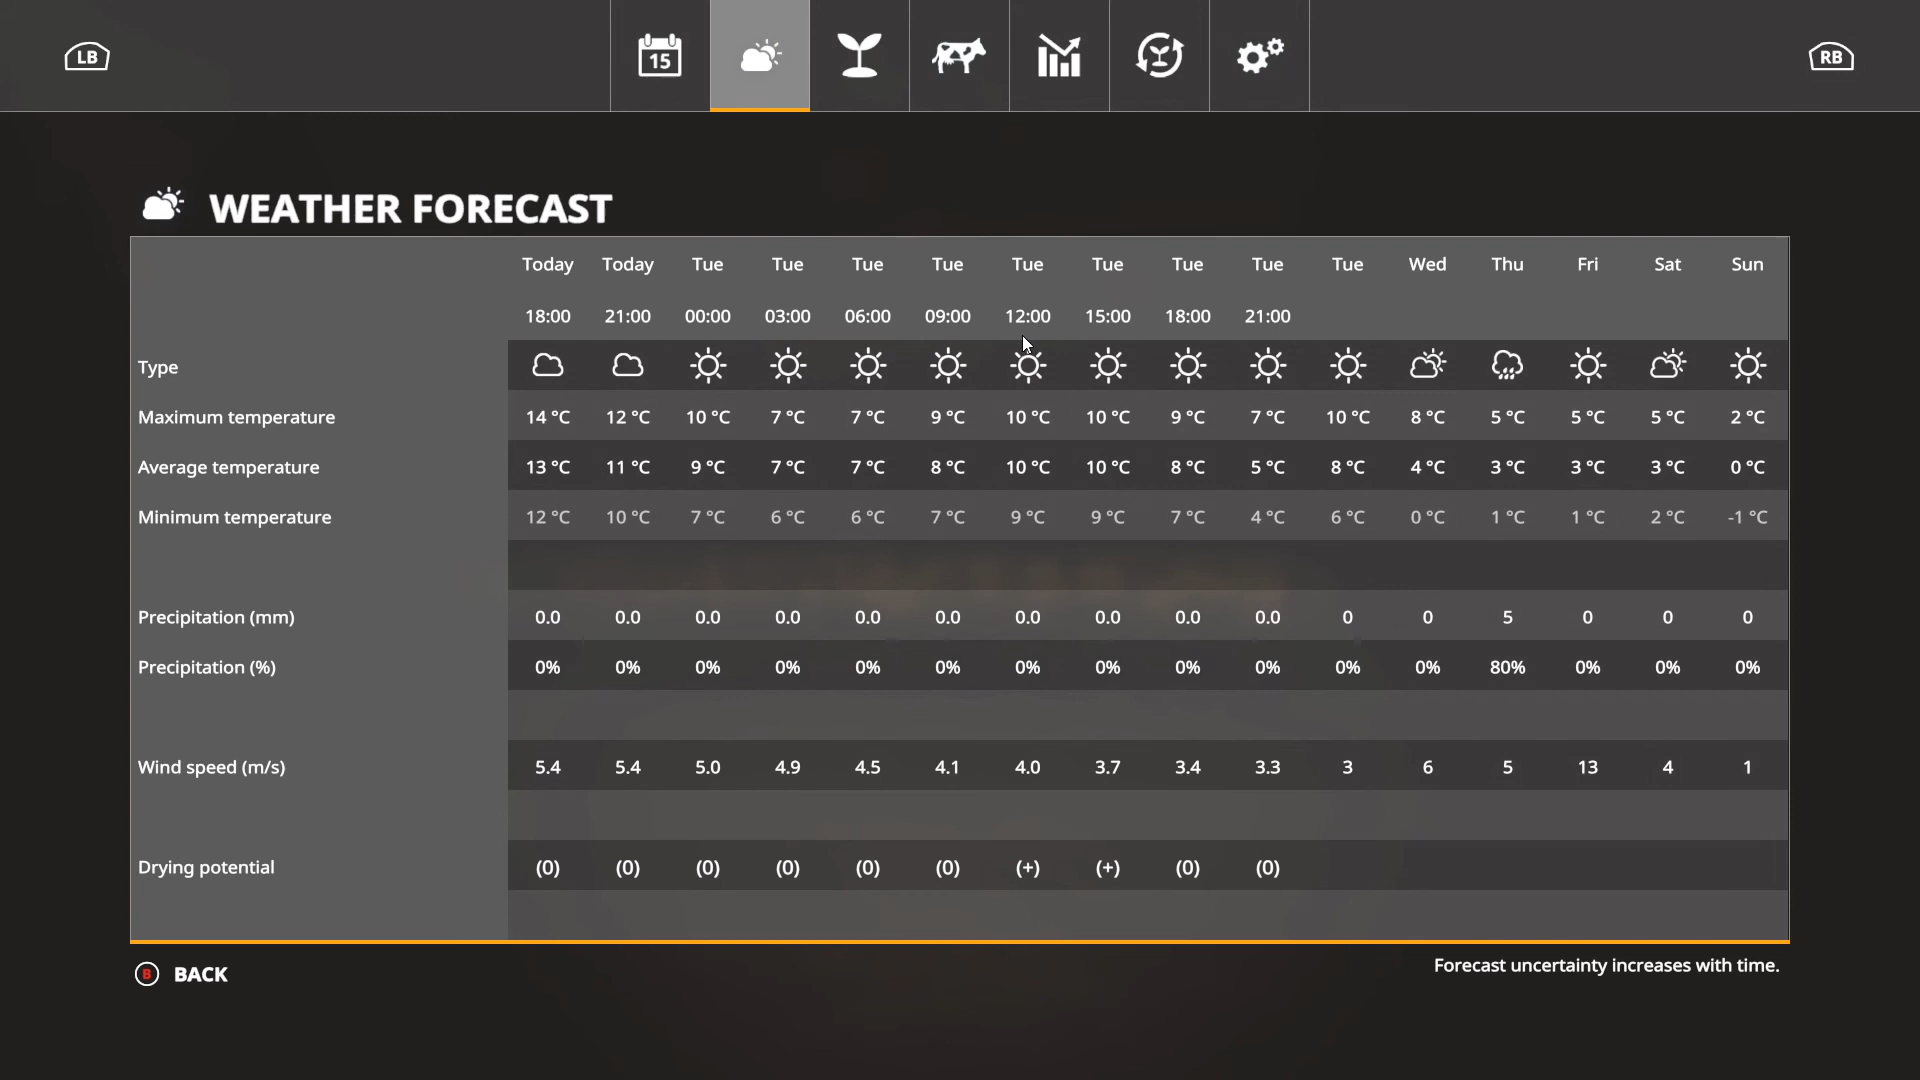 LB
15
RB
WEATHER FORECAST
Today Today Tue Tue Tue Tue Tue Tue Tue Tue Tue Wed Thu Fri Sat Sun
18:00 21:00 00:00 03:00 06:00 09:00 12:00 15:00 18:00 21:00
Type
Maximum temperature 14 °C 12 °C 10 °C 7 °C 7 °C 9 °C 10 °C 10 °C 9 °C 7 °C 10 °C 8 °C 5 °C 5 °C 5 °C 2 °C
Average temperature 13 °C 11 °C 9 °C 7 °C 7 °C 8 °C 10 °C 10 °C 8 °C 5 °C 8 °C 4 °C 3 °C 3 °C 3 °C 0 °C
Minimum temperature 12 °C 10 °C 7 °C 6 °C 6 °C 7 °C 9 °C 9 °C 7 °C 4 °C 6 °C 0 °C 1 °C 1 °C 2 °C -1 °C
Precipitation (mm) 0.0 0.0 0.0 0.0 0.0 0.0 0.0 0.0 0.0 0.0 0 0 5 0 0 0
Precipitation (%) 0% 0% 0% 0% 0% 0% 0% 0% 0% 0% 0% 0% 80% 0% 0% 0%
Wind speed (m/s) 5.4 5.4 5.0 4.9 4.5 4.1 4.0 3.7 3.4 3.3 3 6 5 13 4 1
Drying potential (0) (0) (0) (0) (0) (0) (+) (+) (0) (0)
B BACK
Forecast uncertainty increases with time.